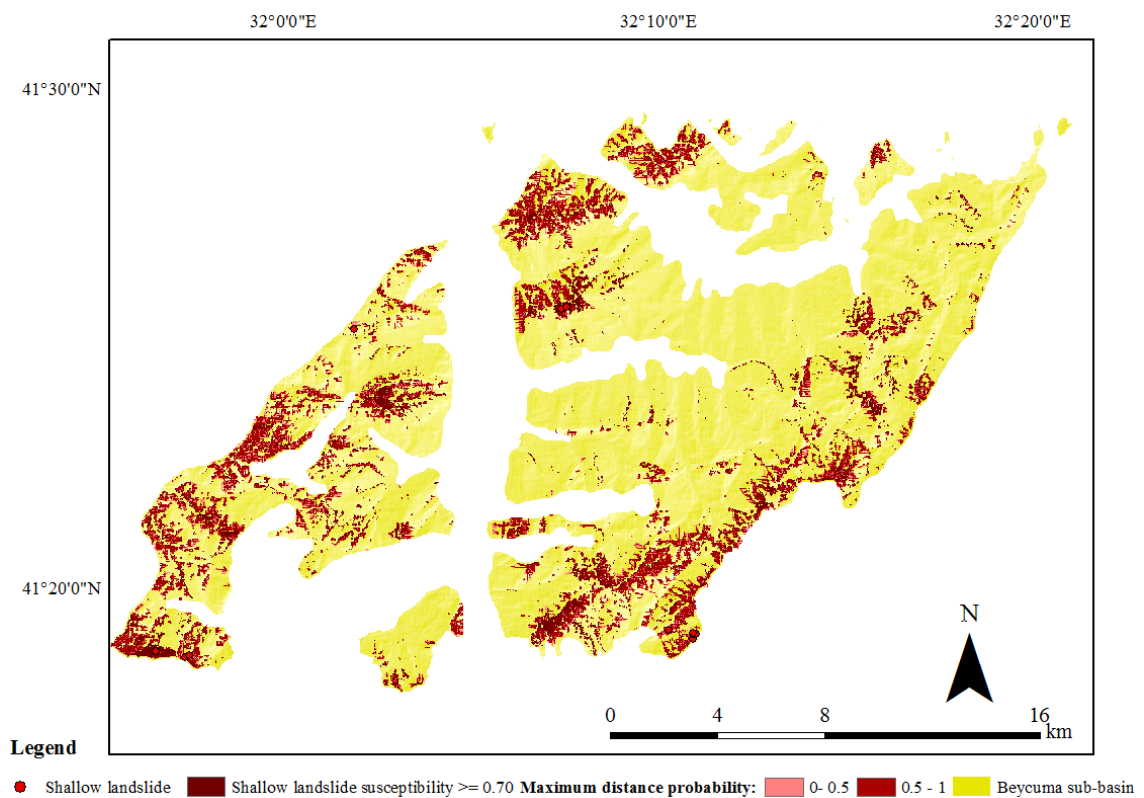 32°0'0"E 32°10'0"E 32°20'0"E
41°30'0"N
41°20'0"N
N
0 4 8 16
km
Legend
Shallow landslide Shallow landslide susceptibility >= 0.70 Maximum distance probability: 0- 0.5 0.5 - 1 Beycuma sub-basin